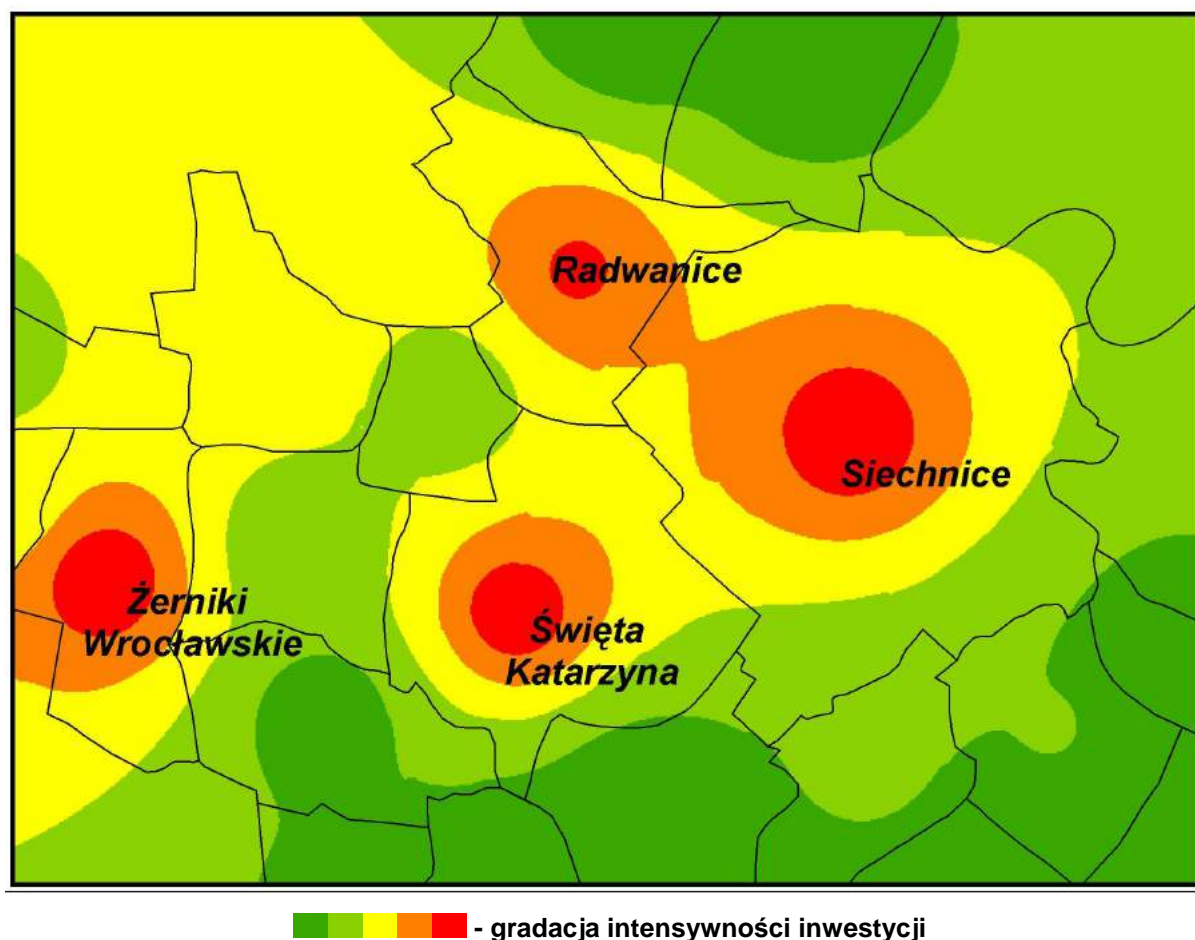 Radwanice
Siechnice
Żerniki
Wrocławskie
Święta
Katarzyna
- gradacja intensywności inwestycji